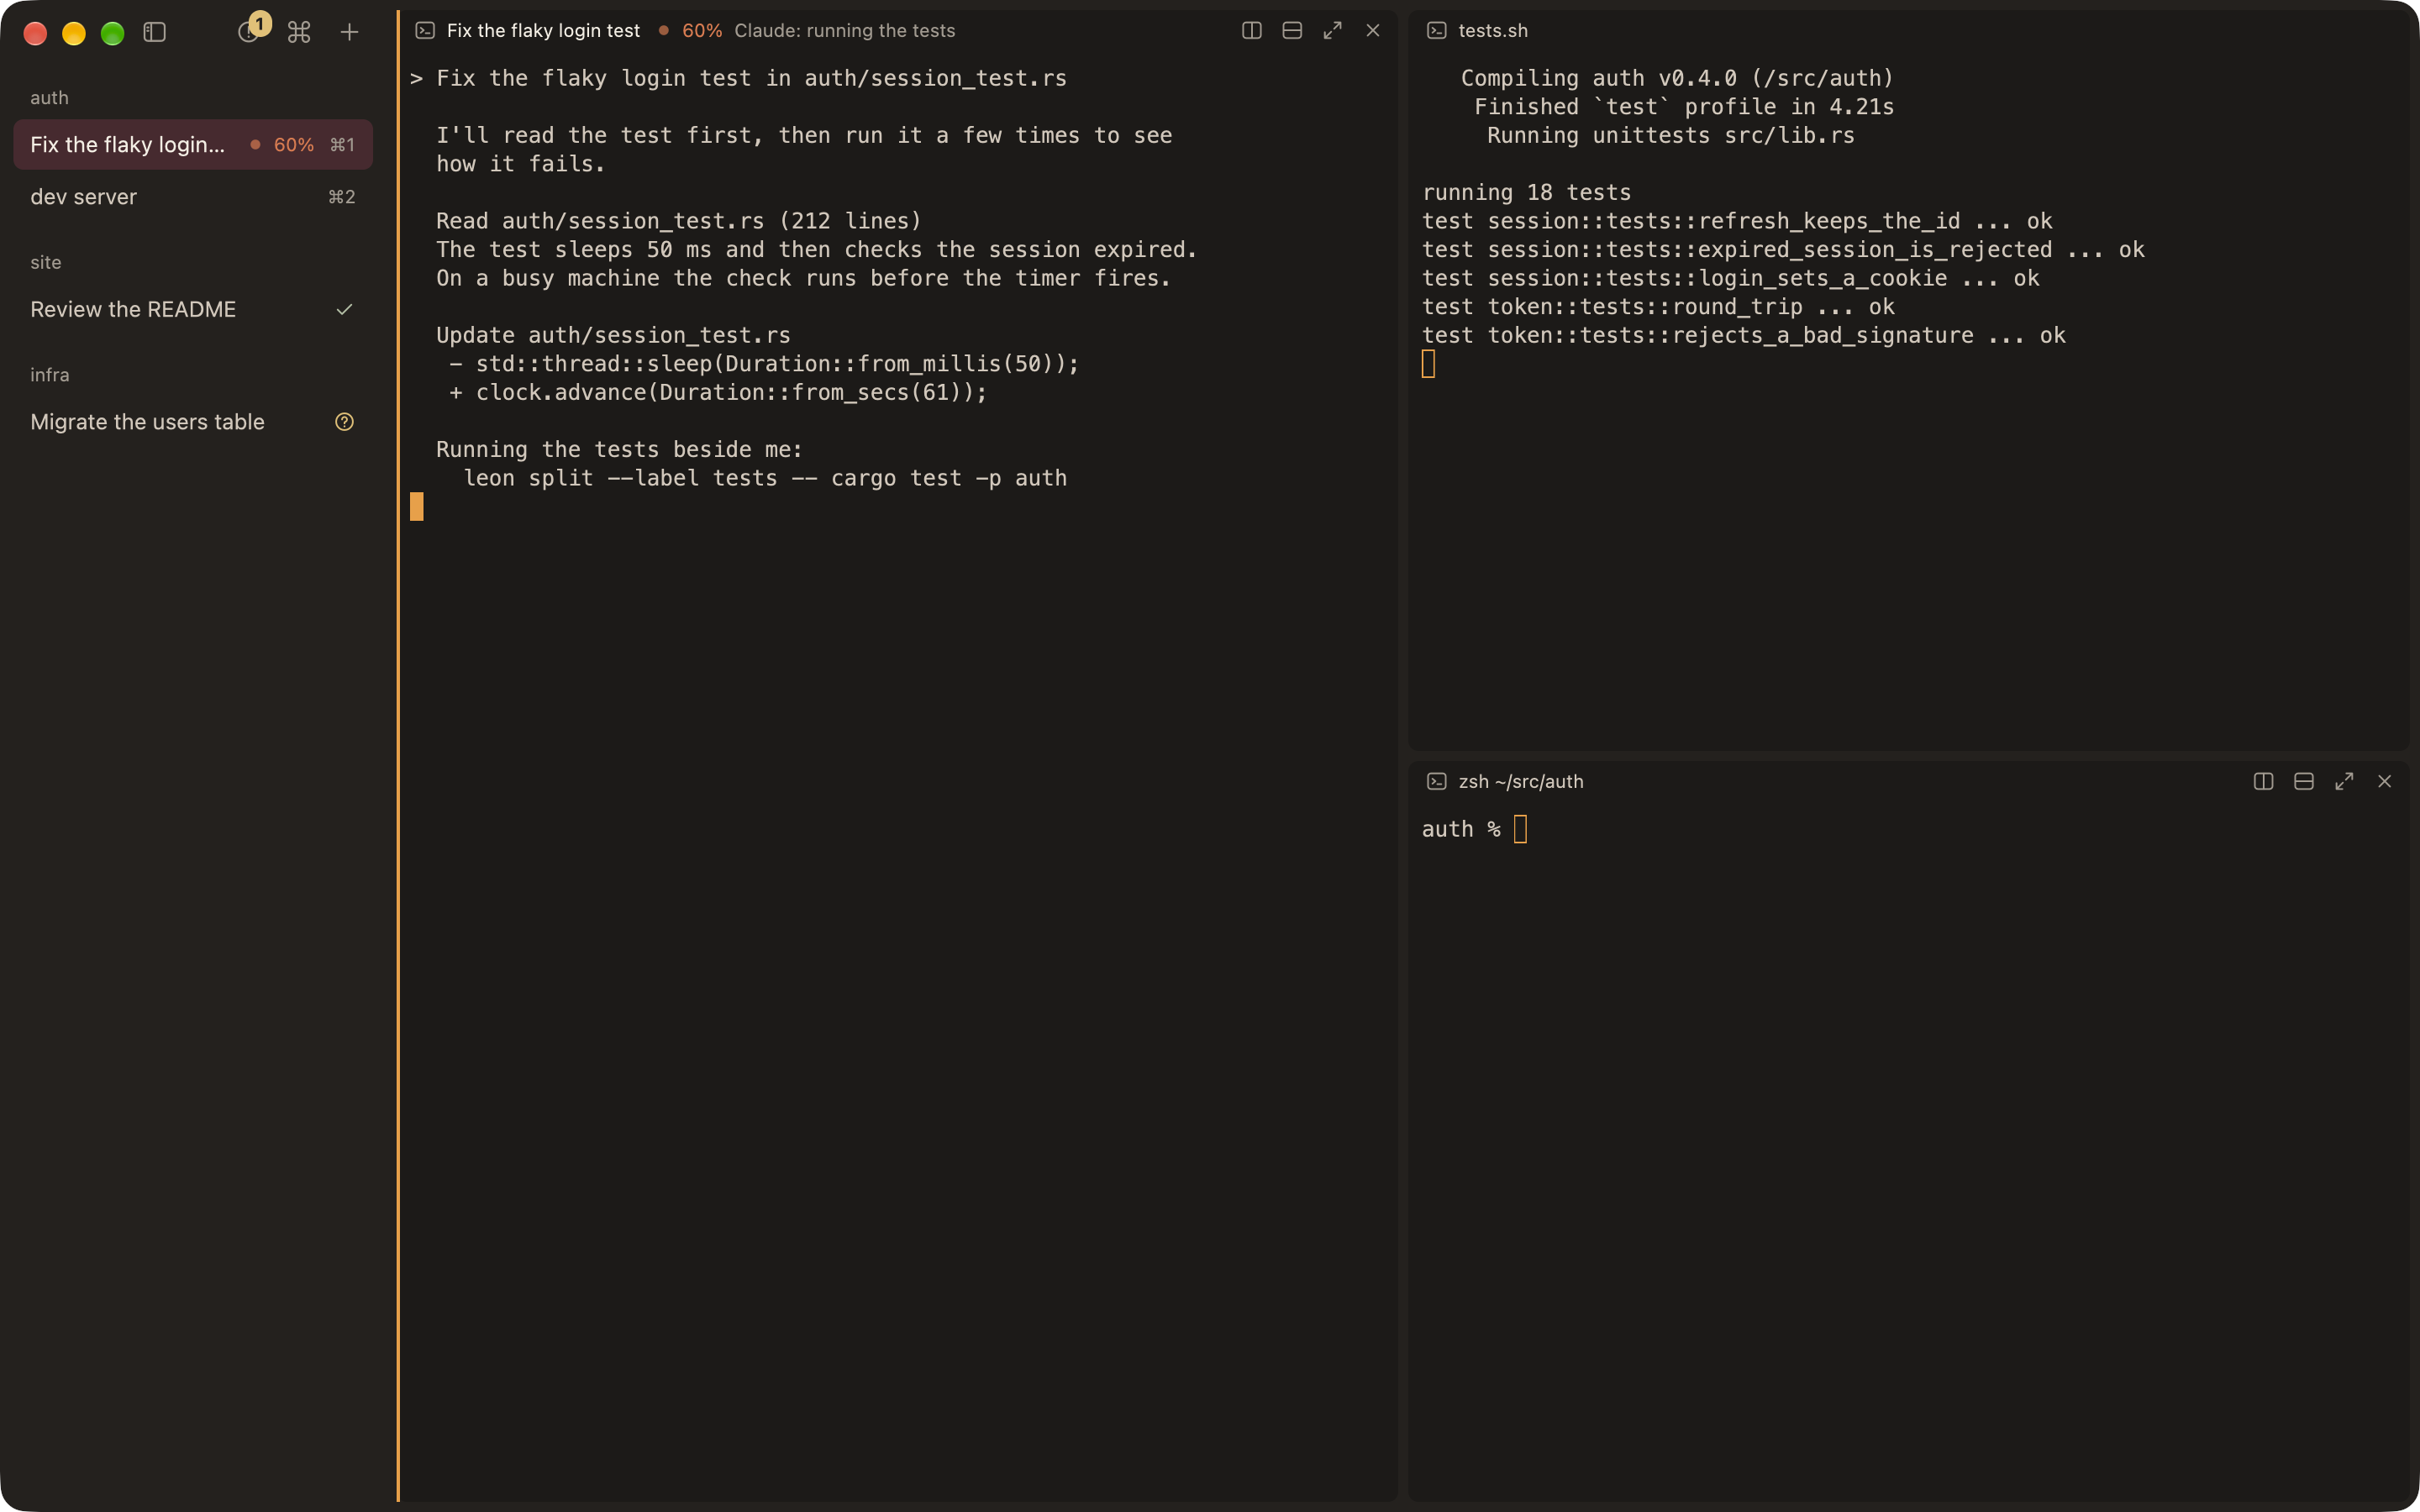 1
auth
Fix the flaky login... 60% ⌘1
dev server ⌘2
site
Review the README
infra
Migrate the users table
Fix the flaky login test 60% Claude: running the tests
> Fix the flaky login test in auth/session_test.rs
I'll read the test first, then run it a few times to see
how it fails.
Read auth/session_test.rs (212 lines)
The test sleeps 50 ms and then checks the session expired.
On a busy machine the check runs before the timer fires.
Update auth/session_test.rs
- std::thread::sleep(Duration::from_millis(50));
+ clock.advance(Duration::from_secs(61));
Running the tests beside me:
leon split --label tests -- cargo test -p auth
tests.sh
Compiling auth v0.4.0 (/src/auth)
Finished `test` profile in 4.21s
Running unittests src/lib.rs
running 18 tests
test session::tests::refresh_keeps_the_id ... ok
test session::tests::expired_session_is_rejected ... ok
test session::tests::login_sets_a_cookie ... ok
test token::tests::round_trip ... ok
test token::tests::rejects_a_bad_signature ... ok
zsh ~/src/auth
auth %